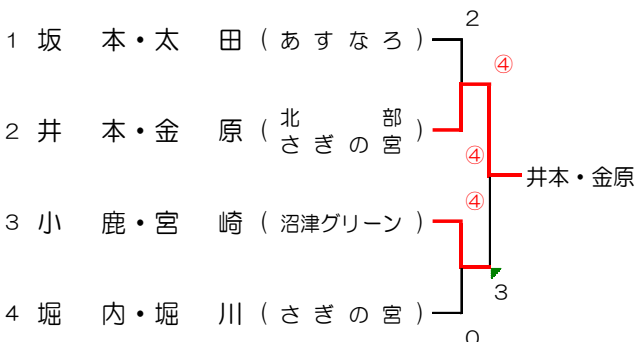 2
1 坂 本・太 田 ( あ す な ろ )
④
2 井 本・金 原 ( 北 部 さ ぎ の 宮 )
④
井本・金原
④
3 小 鹿・宮 崎 ( 沼津グリーン )
3
4 堀 内・堀 川 ( さ ぎ の 宮 )
0